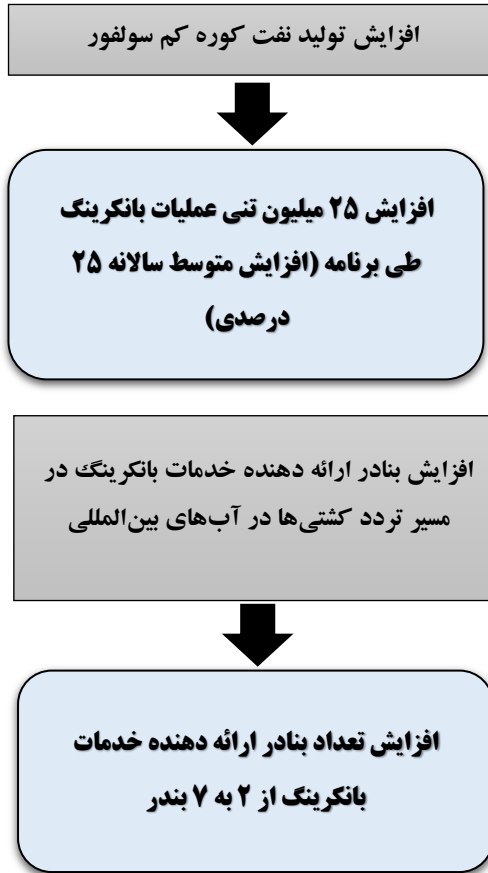 افزایش تولید نفت کوره کم سولفور
افزایش ۲۵ میلیون تنی عملیات بانکرینگ
طی برنامه (افزایش متوسط سالانه ۲۵
درصدی)
افزایش بنادر ارائه دهنده خدمات بانکرینگ در
مسیر تردد کشتی‌ها در آب‌های بین‌المللی
افزایش تعداد بنادر ارائه دهنده خدمات
بانکرینگ از ۲ به ۷ بندر